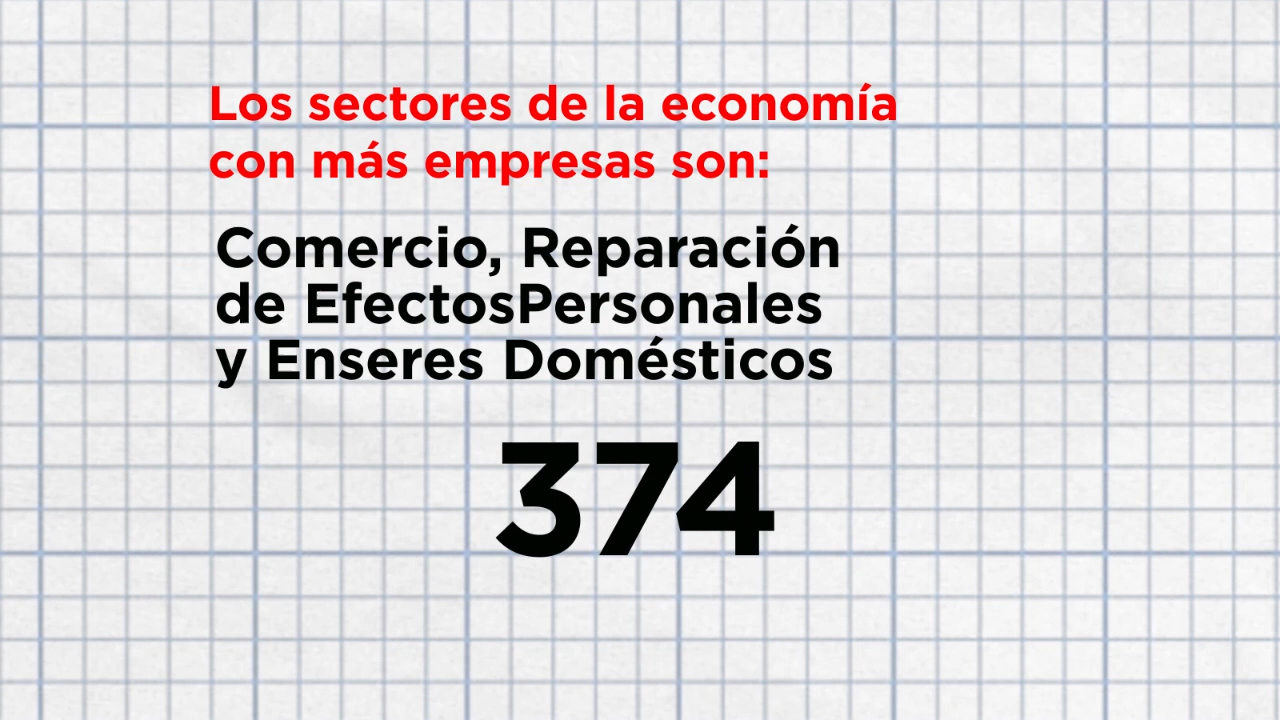 Los sectores de la economía
con más empresas son:
Comercio, Reparación
de EfectosPersonales
y Enseres Domésticos
374